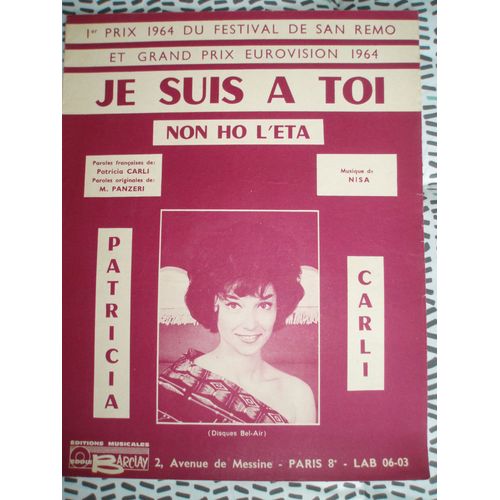 1er PRIX 1964 DU FESTIVAL DE SAN REMO
ET GRAND PRIX EUROVISION 1964
JE SUIS A TOI
NON HO L'ETA
Paroles françaises de:
Patricia CARLI
Paroles originales de:
M. PANZERI
Musique de
NISA
PATRICIA
CARLI
(Disques Bel-Air)
EDITIONS MUSICALES
BARCLAY
2, Avenue de Messine - PARIS 8e - LAB 06-03